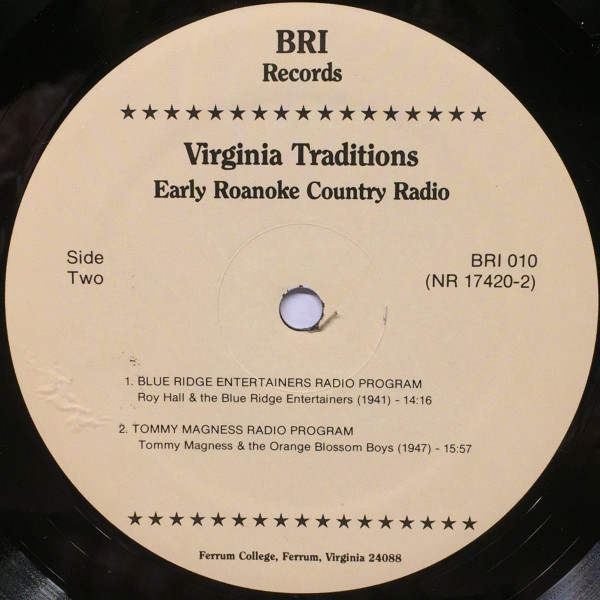 BRI
Records
★★★★★★★★★★★★★★★★★
Virginia Traditions
Early Roanoke Country Radio
Side
Two
BRI 010
(NR 17420-2)
1. BLUE RIDGE ENTERTAINERS RADIO PROGRAM
Roy Hall & the Blue Ridge Entertainers (1941) - 14:16
2. TOMMY MAGNESS RADIO PROGRAM
Tommy Magness & the Orange Blossom Boys (1947) - 15:57
★★★★★★★★★★★★★★★★
Ferrum College, Ferrum, Virginia 24088